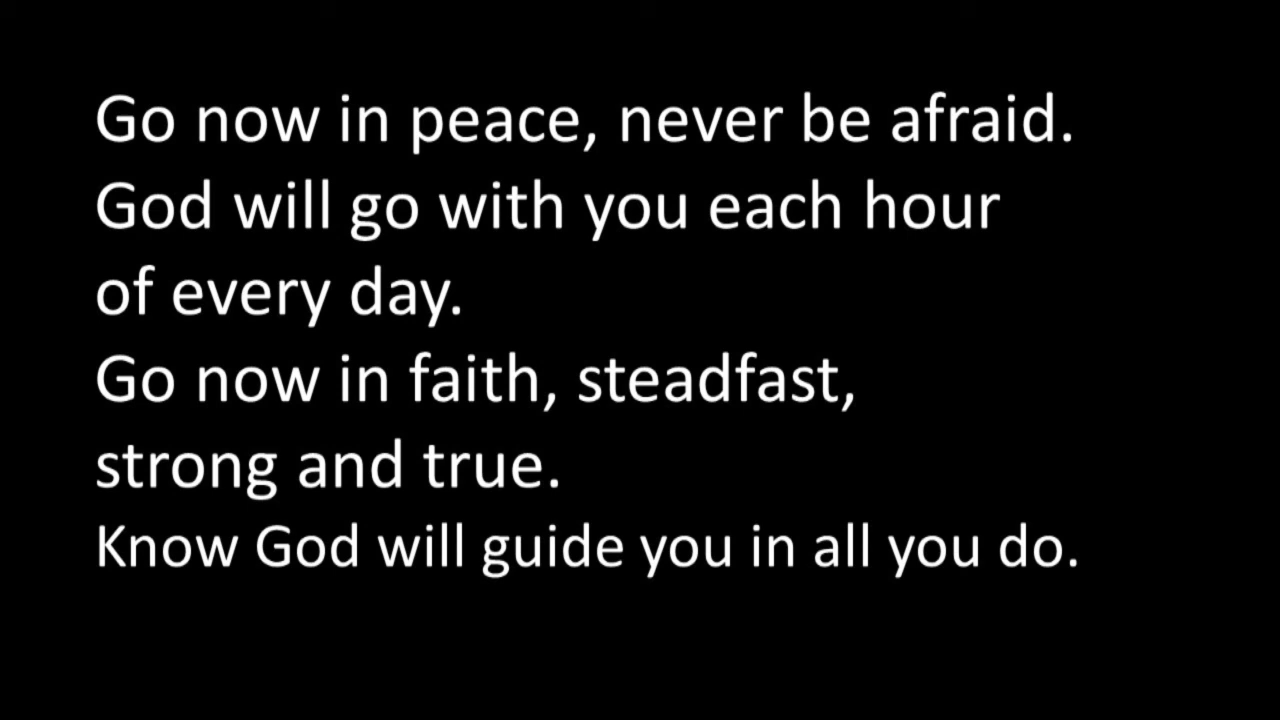 Go now in peace, never be afraid.
God will go with you each hour
of every day.
Go now in faith, steadfast,
strong and true.
Know God will guide you in all you do.